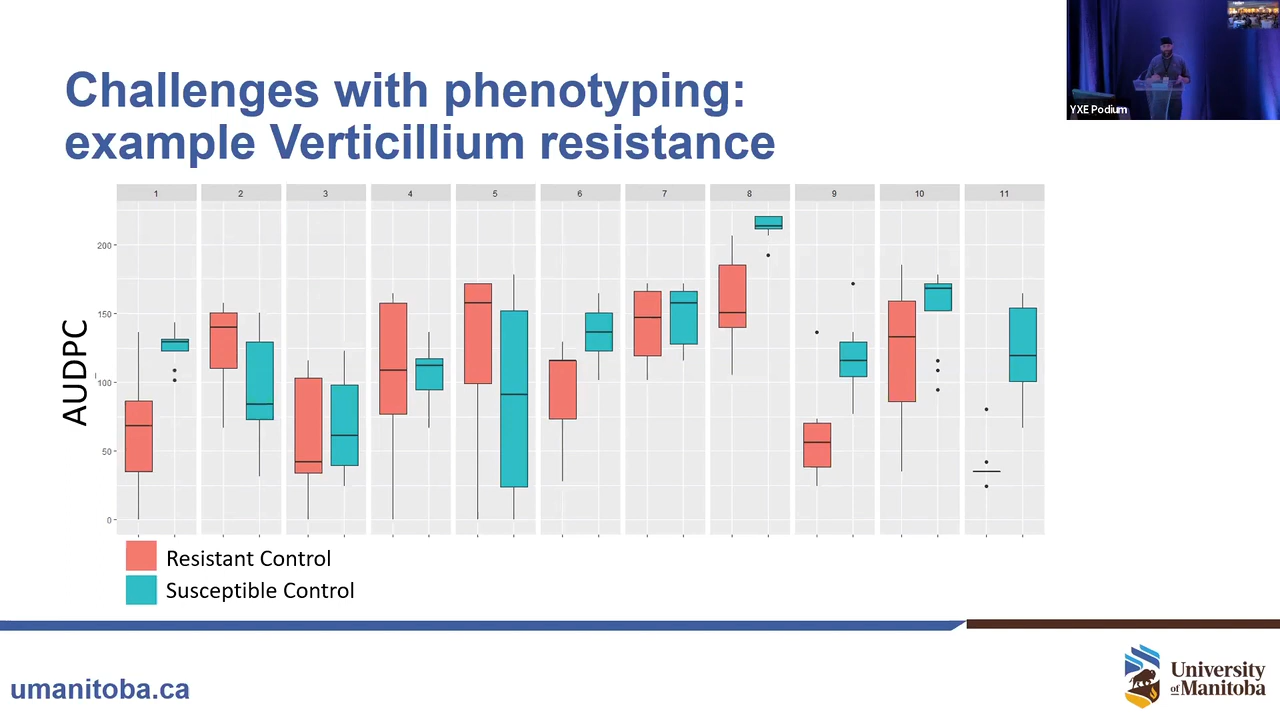 YXE Podium
Challenges with phenotyping:
example Verticillium resistance
1 2 3 4 5 6 7 8 9 10 11
AUDPC
200
150
100
50
0
Resistant Control
Susceptible Control
umanitoba.ca
University
of Manitoba